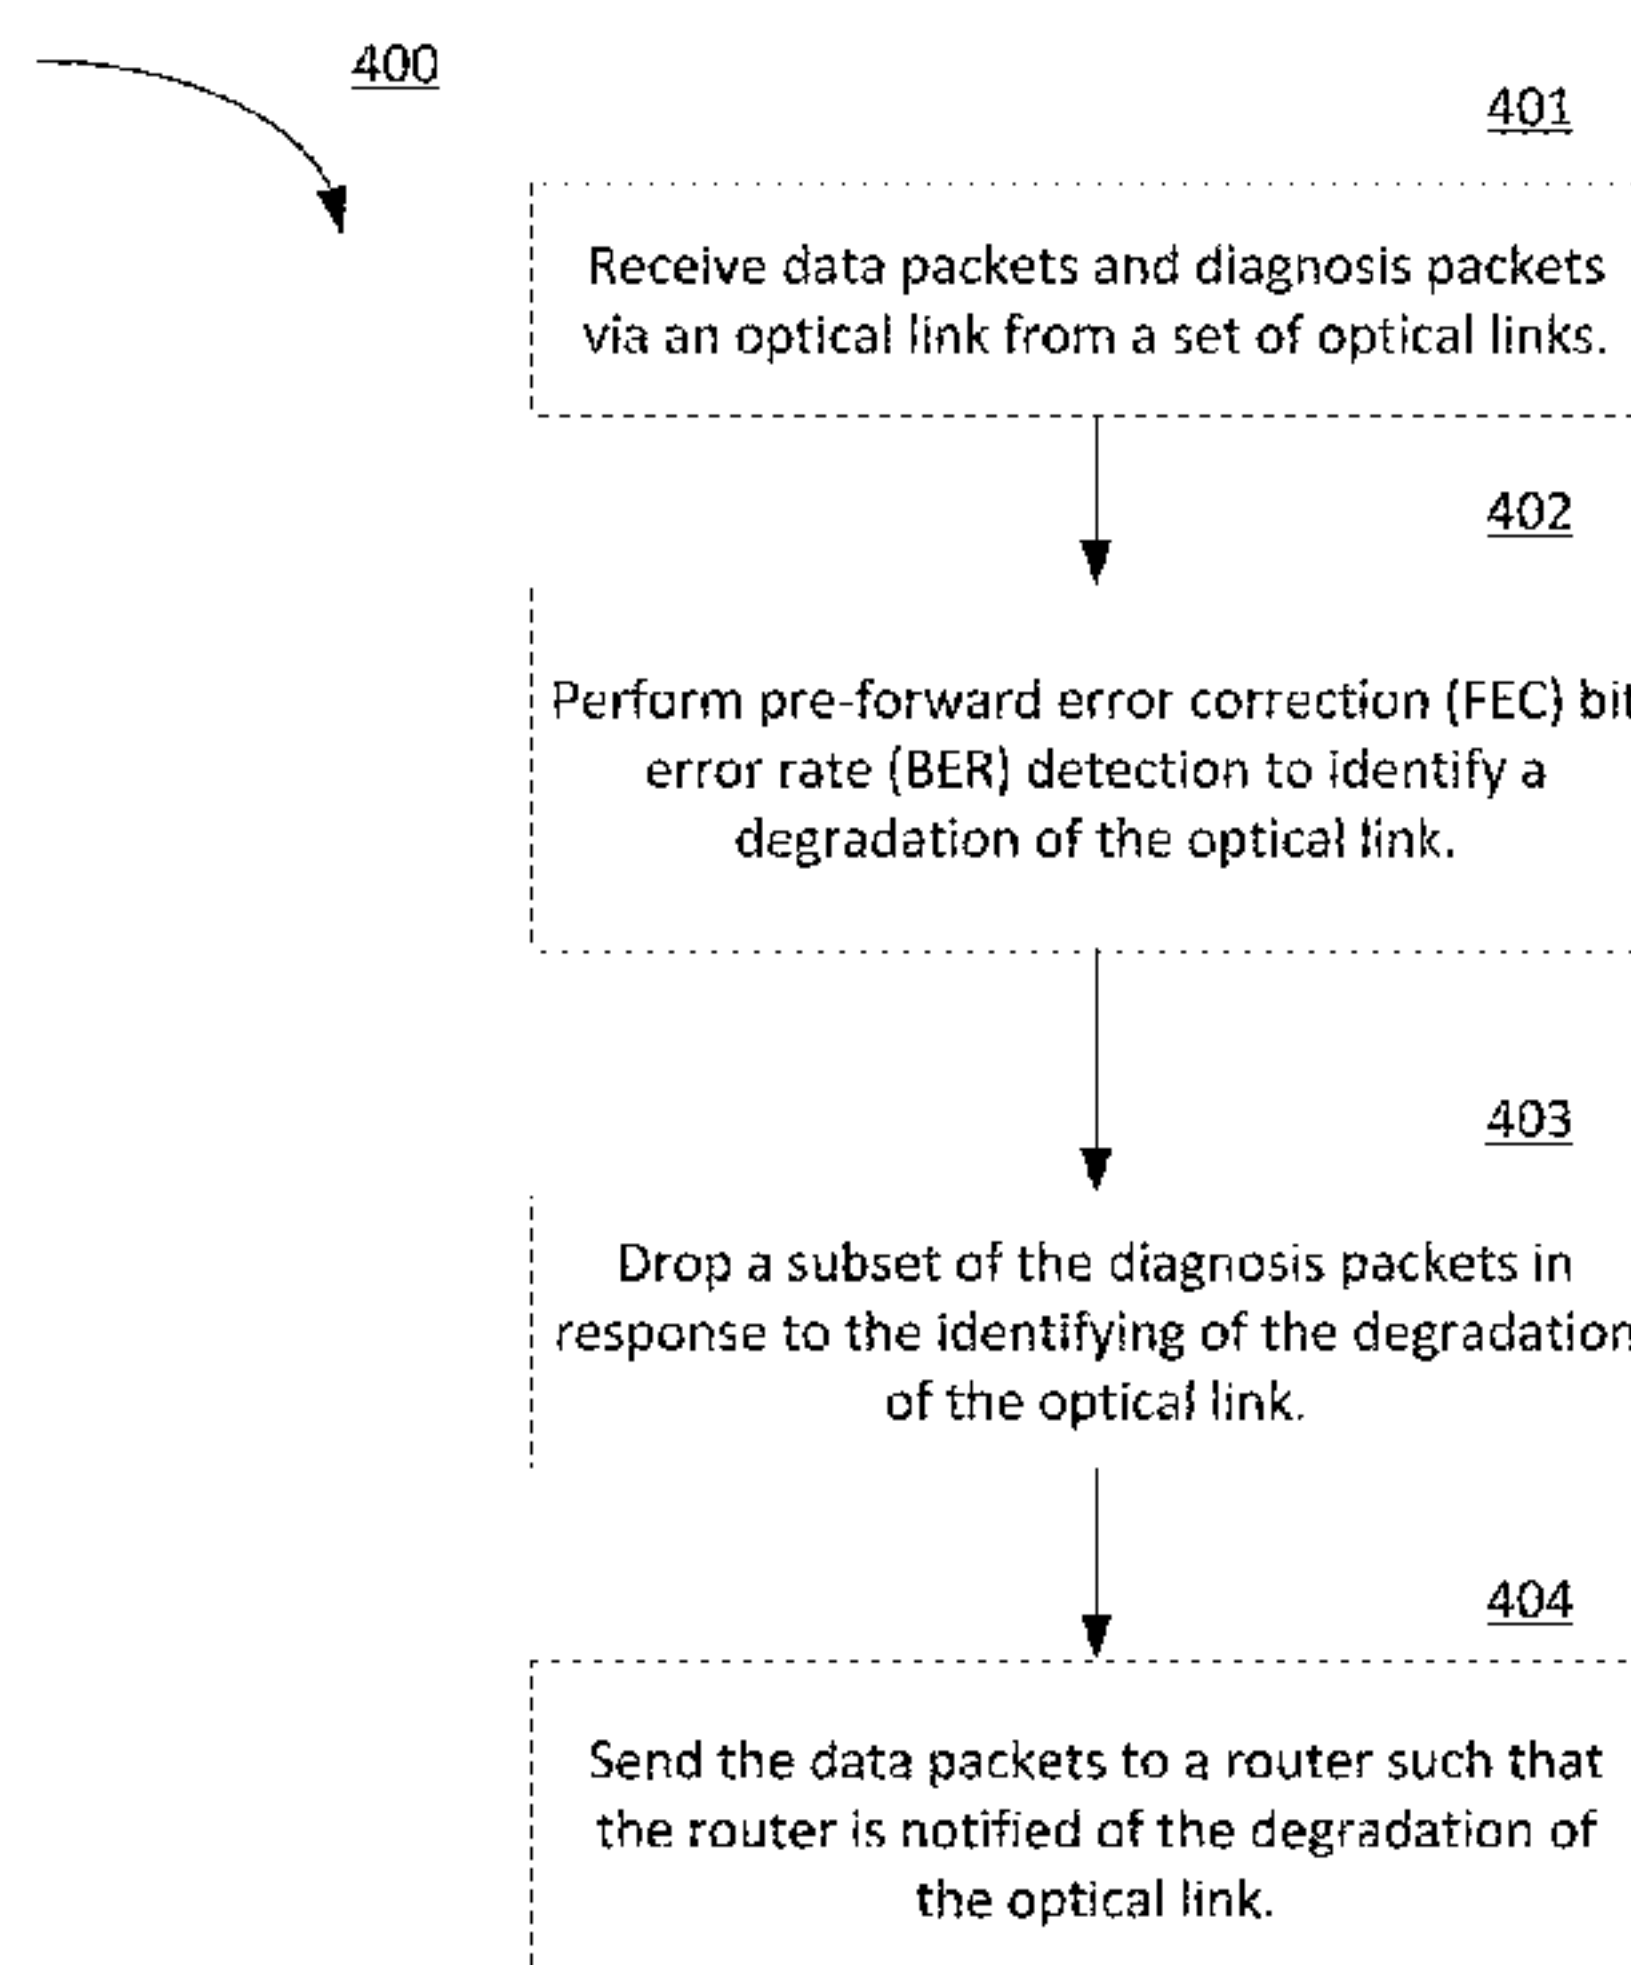 400
401
Receive data packets and diagnosis packets
via an optical link from a set of optical links.
402
Perform pre-forward error correction (FEC) bit
error rate (BER) detection to identify a
degradation of the optical link.
403
Drop a subset of the diagnosis packets in
response to the identifying of the degradation
of the optical link.
404
Send the data packets to a router such that
the router is notified of the degradation of
the optical link.